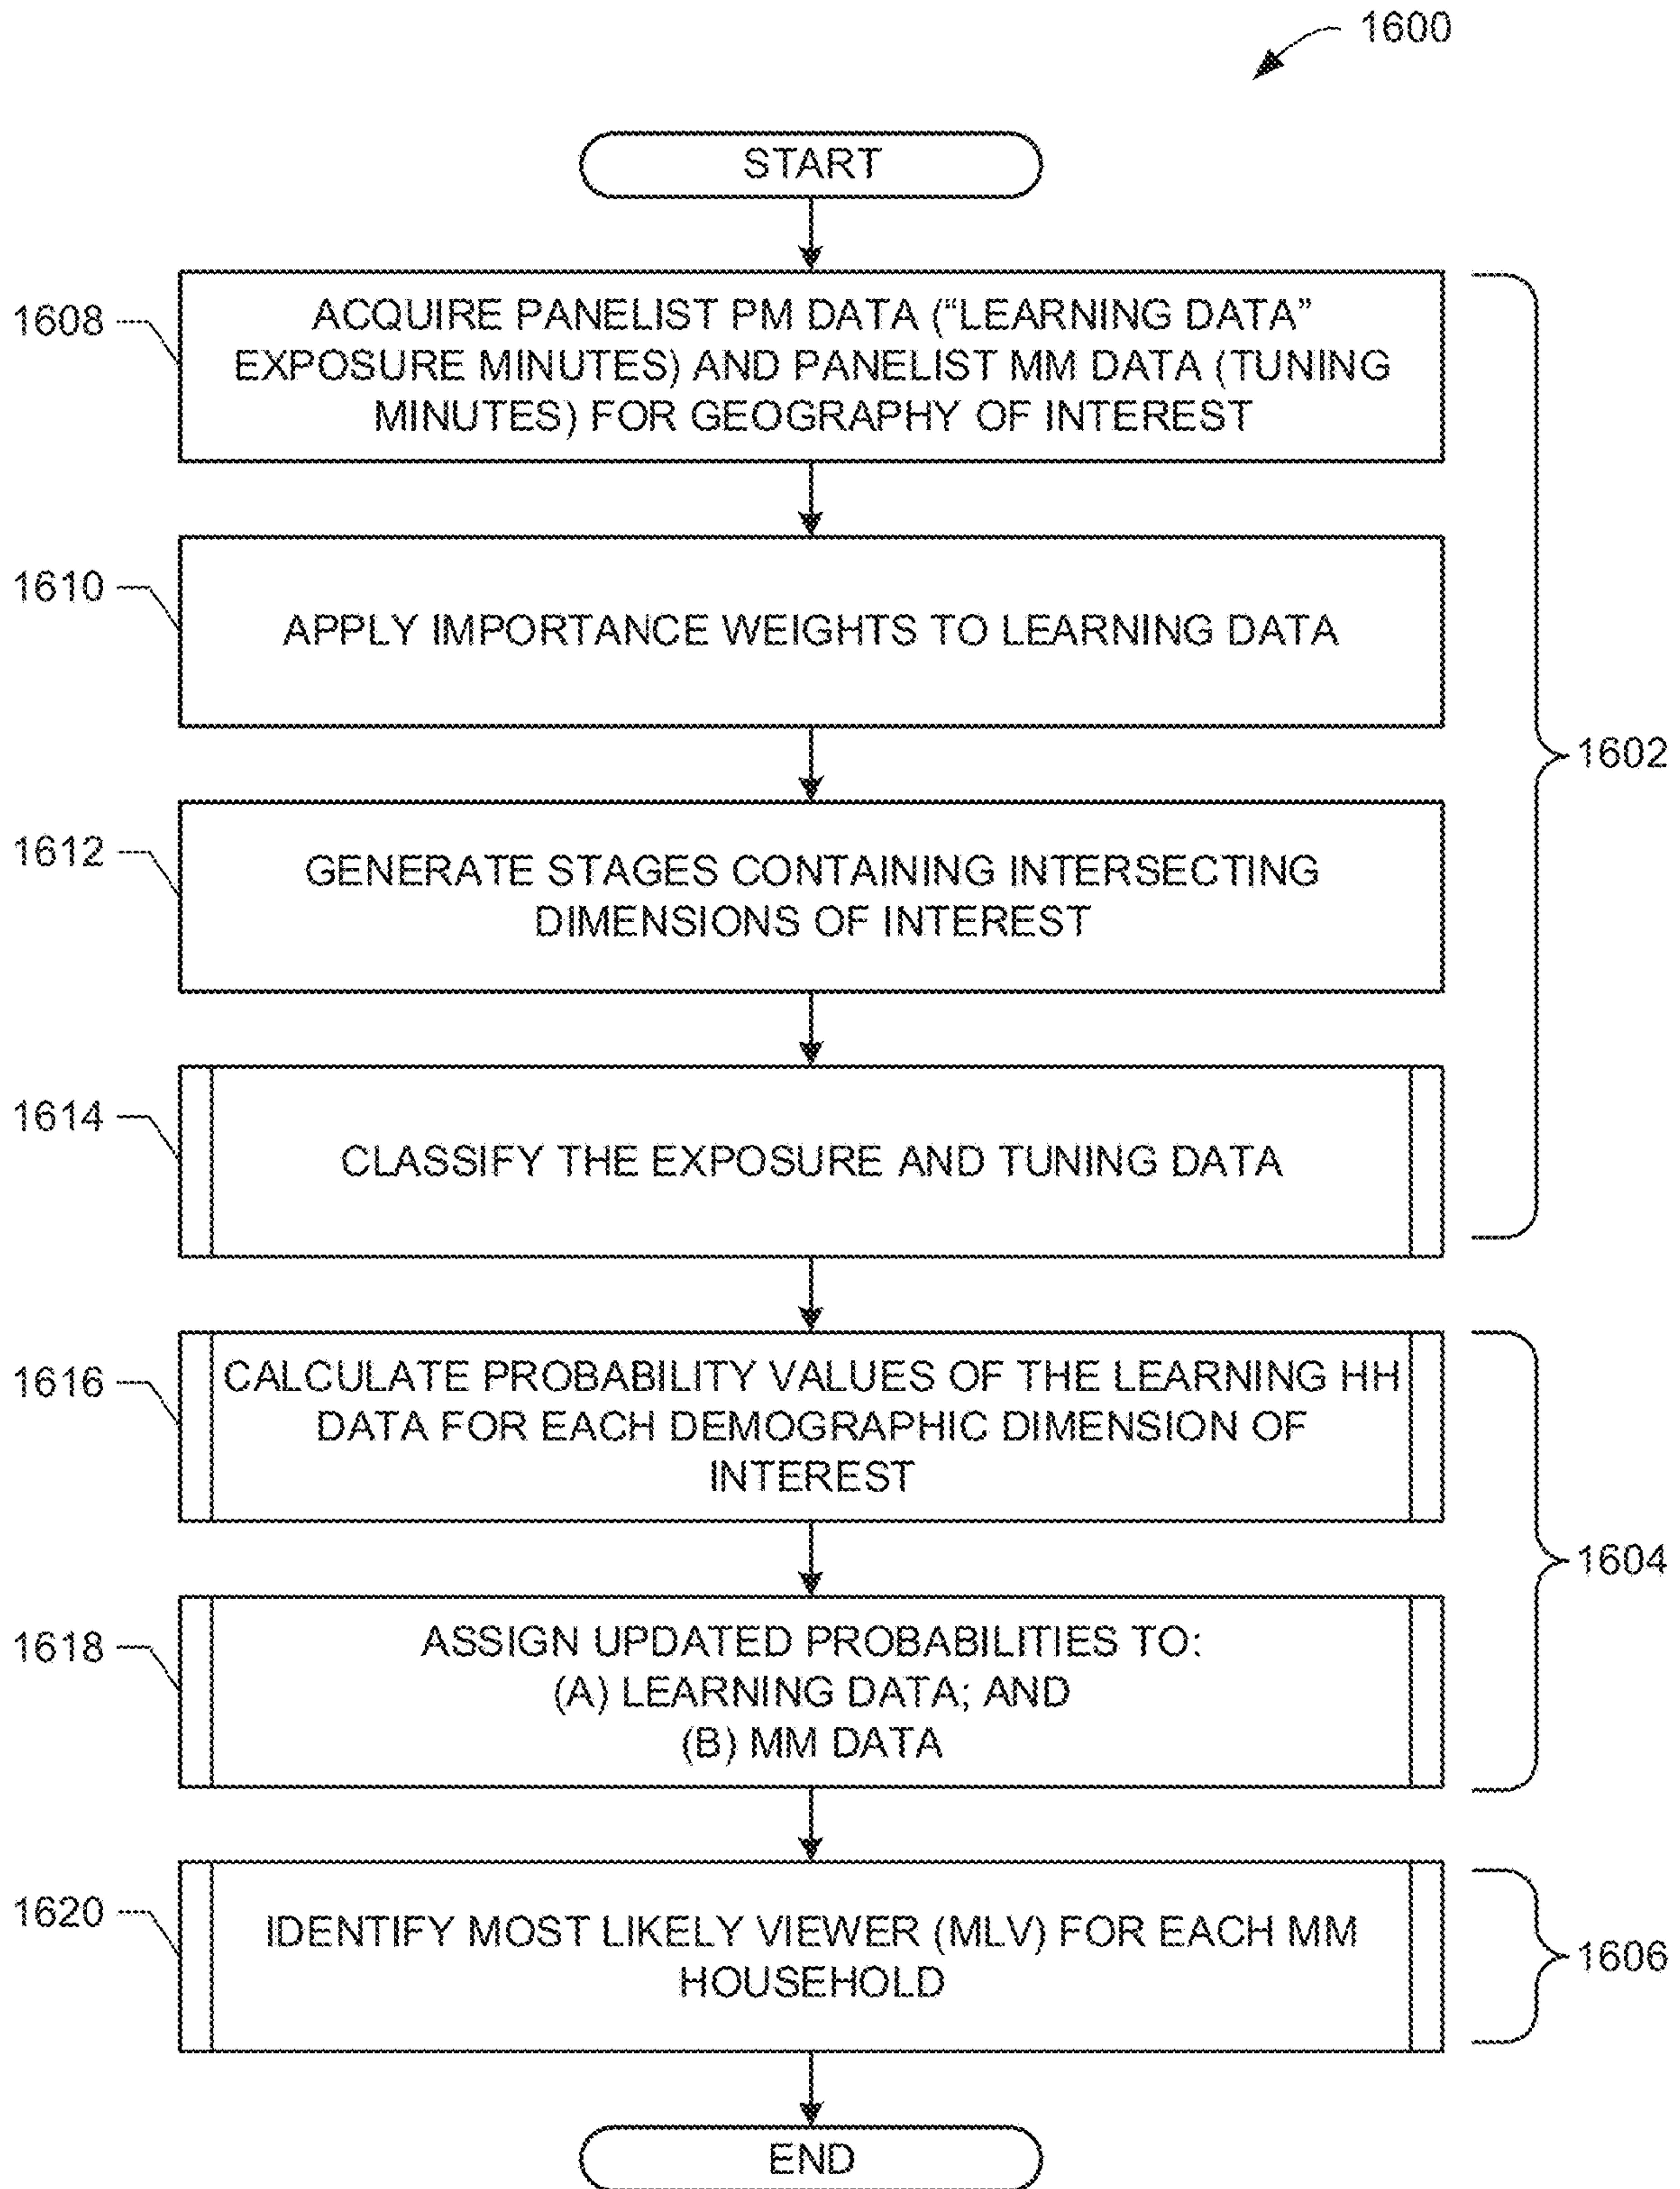 1600
START
1608
ACQUIRE PANELIST PM DATA (“LEARNING DATA”
EXPOSURE MINUTES) AND PANELIST MM DATA (TUNING
MINUTES) FOR GEOGRAPHY OF INTEREST
1610
APPLY IMPORTANCE WEIGHTS TO LEARNING DATA
1602
1612
GENERATE STAGES CONTAINING INTERSECTING
DIMENSIONS OF INTEREST
1614
CLASSIFY THE EXPOSURE AND TUNING DATA
1616
CALCULATE PROBABILITY VALUES OF THE LEARNING HH
DATA FOR EACH DEMOGRAPHIC DIMENSION OF
INTEREST
1604
1618
ASSIGN UPDATED PROBABILITIES TO:
(A) LEARNING DATA; AND
(B) MM DATA
1620
IDENTIFY MOST LIKELY VIEWER (MLV) FOR EACH MM
HOUSEHOLD
1606
END